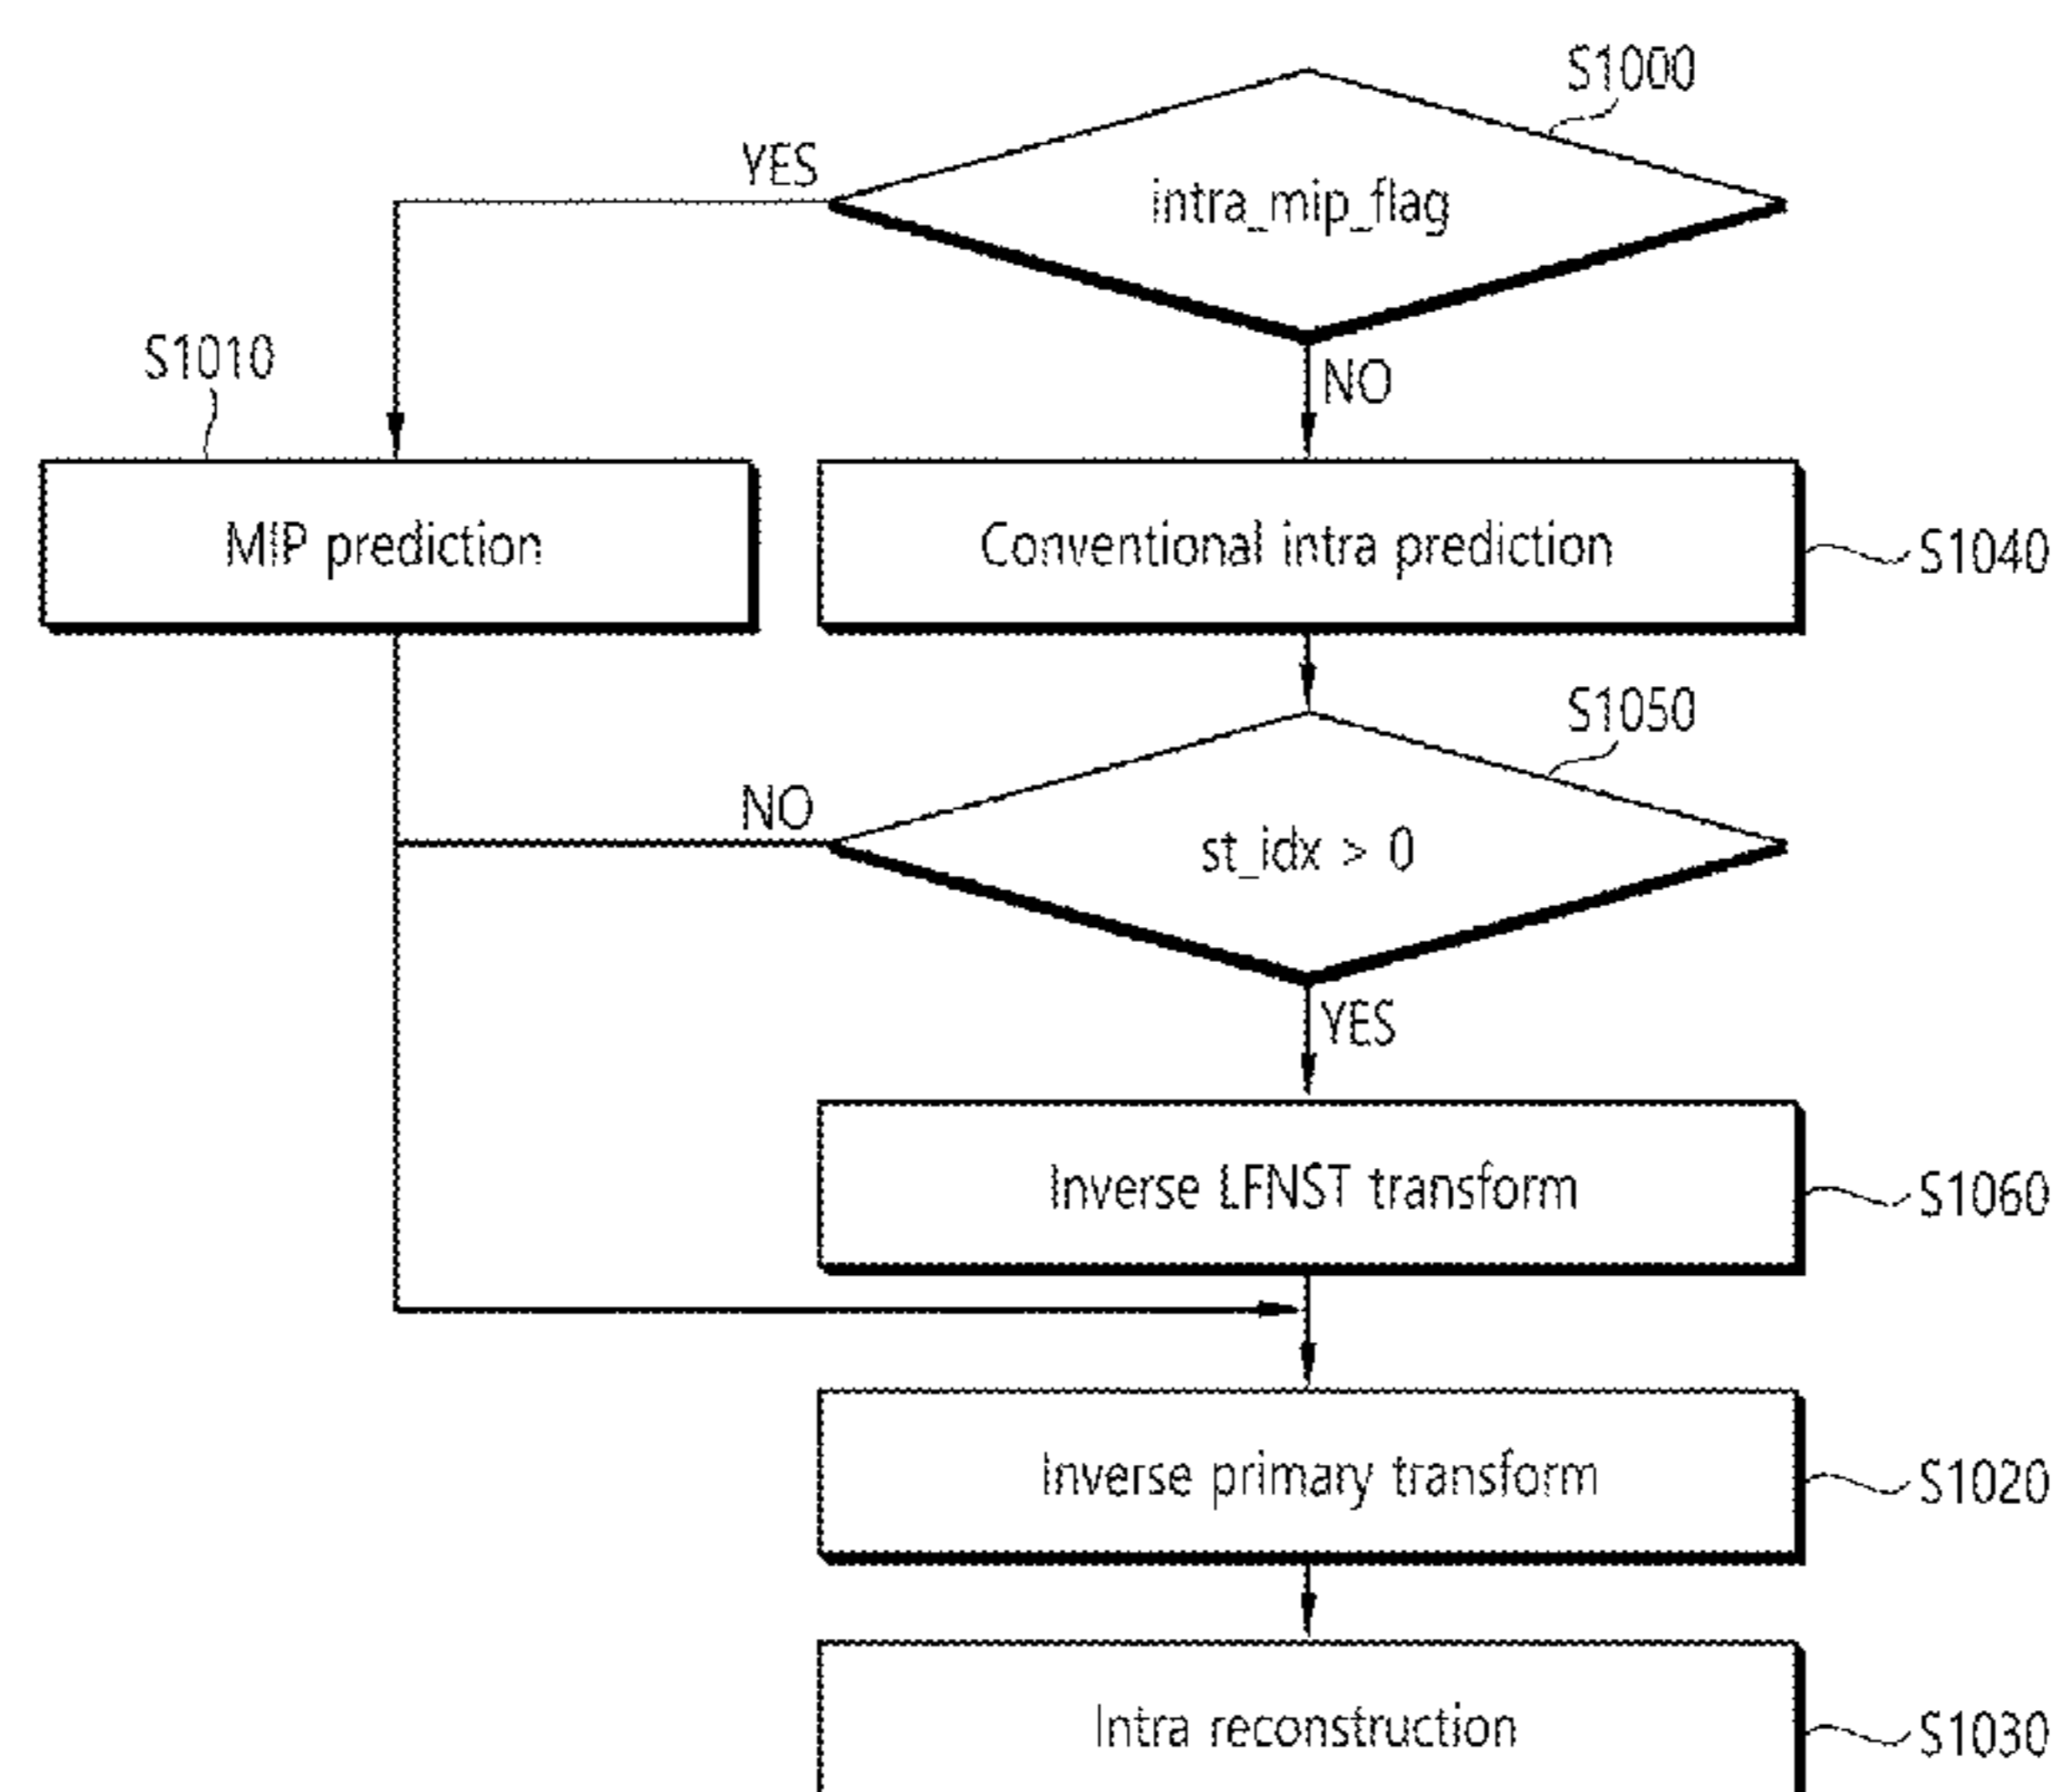 S1000
YES
intra_mip_flag
S1010
NO
MIP prediction
Conventional intra prediction
S1040
S1050
NO
st_idx > 0
YES
Inverse LFNST transform
S1060
Inverse primary transform
S1020
Intra reconstruction
S1030